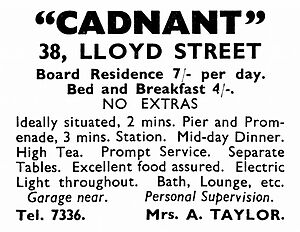 "CADNANT"
38, LLOYD STREET
Board Residence 7/- per day.
Bed and Breakfast 4/-.
NO EXTRAS
Ideally situated, 2 mins. Pier and Prom-
enade, 3 mins. Station. Mid-day Dinner.
High Tea. Prompt Service. Separate
Tables. Excellent food assured. Electric
Light throughout. Bath, Lounge, etc.
Garage near. Personal Supervision.
Tel. 7336. Mrs. A. TAYLOR.